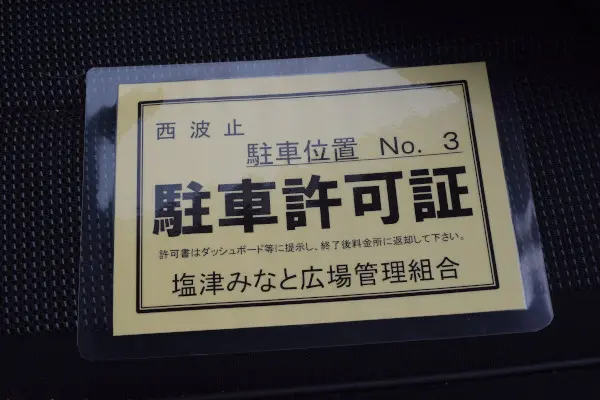 西波止
駐車位置 No. 3
駐車許可証
許可書はダッシュボード等に提示し、終了後料金所に返却して下さい。
塩津みなと広場管理組合